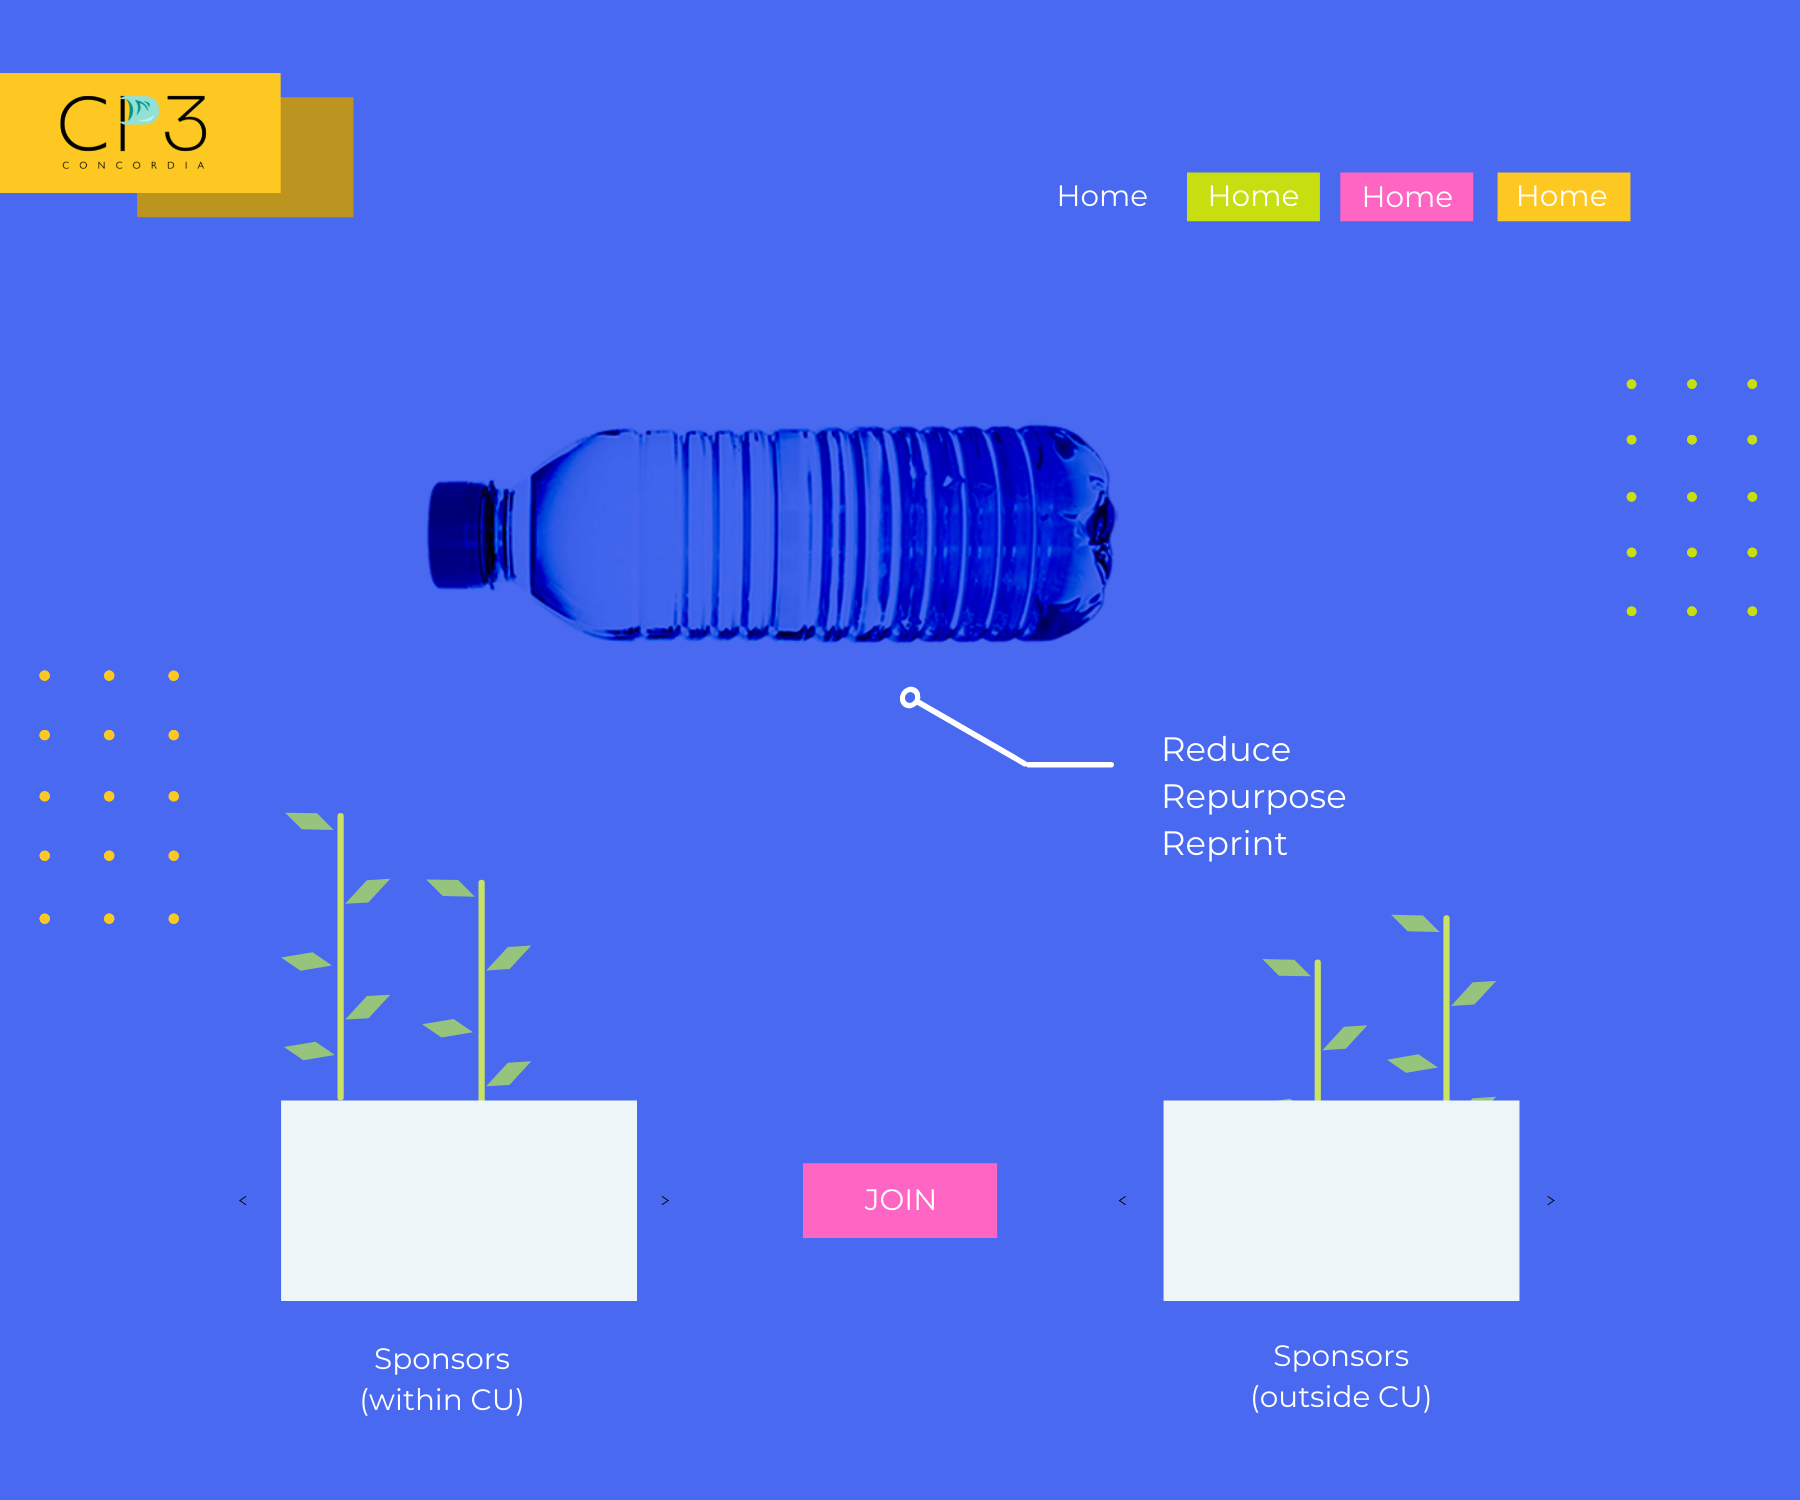 CP3
CONCORDIA
Home Home Home Home
Reduce
Repurpose
Reprint
< > JOIN < >
Sponsors
(within CU)
Sponsors
(outside CU)